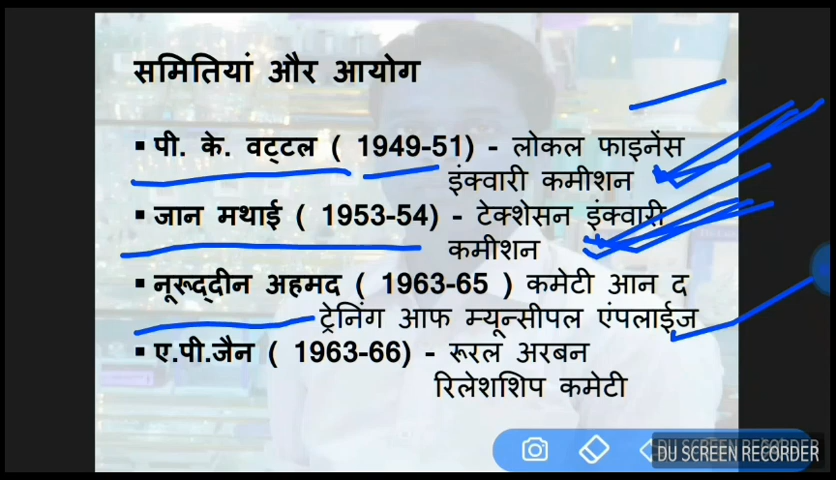 समितियां और आयोग
▪ पी. के. वट्टल ( 1949-51) - लोकल फाइनेंस
इंक्वारी कमीशन
▪ जान मथाई ( 1953-54) - टेक्शेसन इंक्वारी
कमीशन
▪ नूरूद्दीन अहमद ( 1963-65 ) कमेटी आन द
ट्रेनिंग आफ म्यून्सीपल एंपलाईज
▪ ए.पी.जैन ( 1963-66) - रूरल अरबन
रिलेशशिप कमेटी
DU SCREEN RECORDER